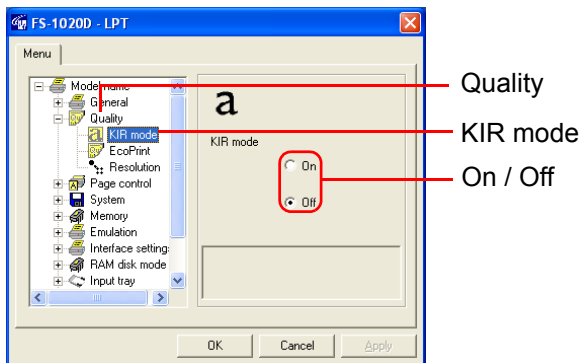 FS-1020D - LPT
Menu
Model name
General
Quality
KIR mode
EcoPrint
Resolution
Page control
System
Memory
Emulation
Interface setting
RAM disk mode
Input tray
a
KIR mode
On
Off
OK
Cancel
Apply
Quality
KIR mode
On / Off